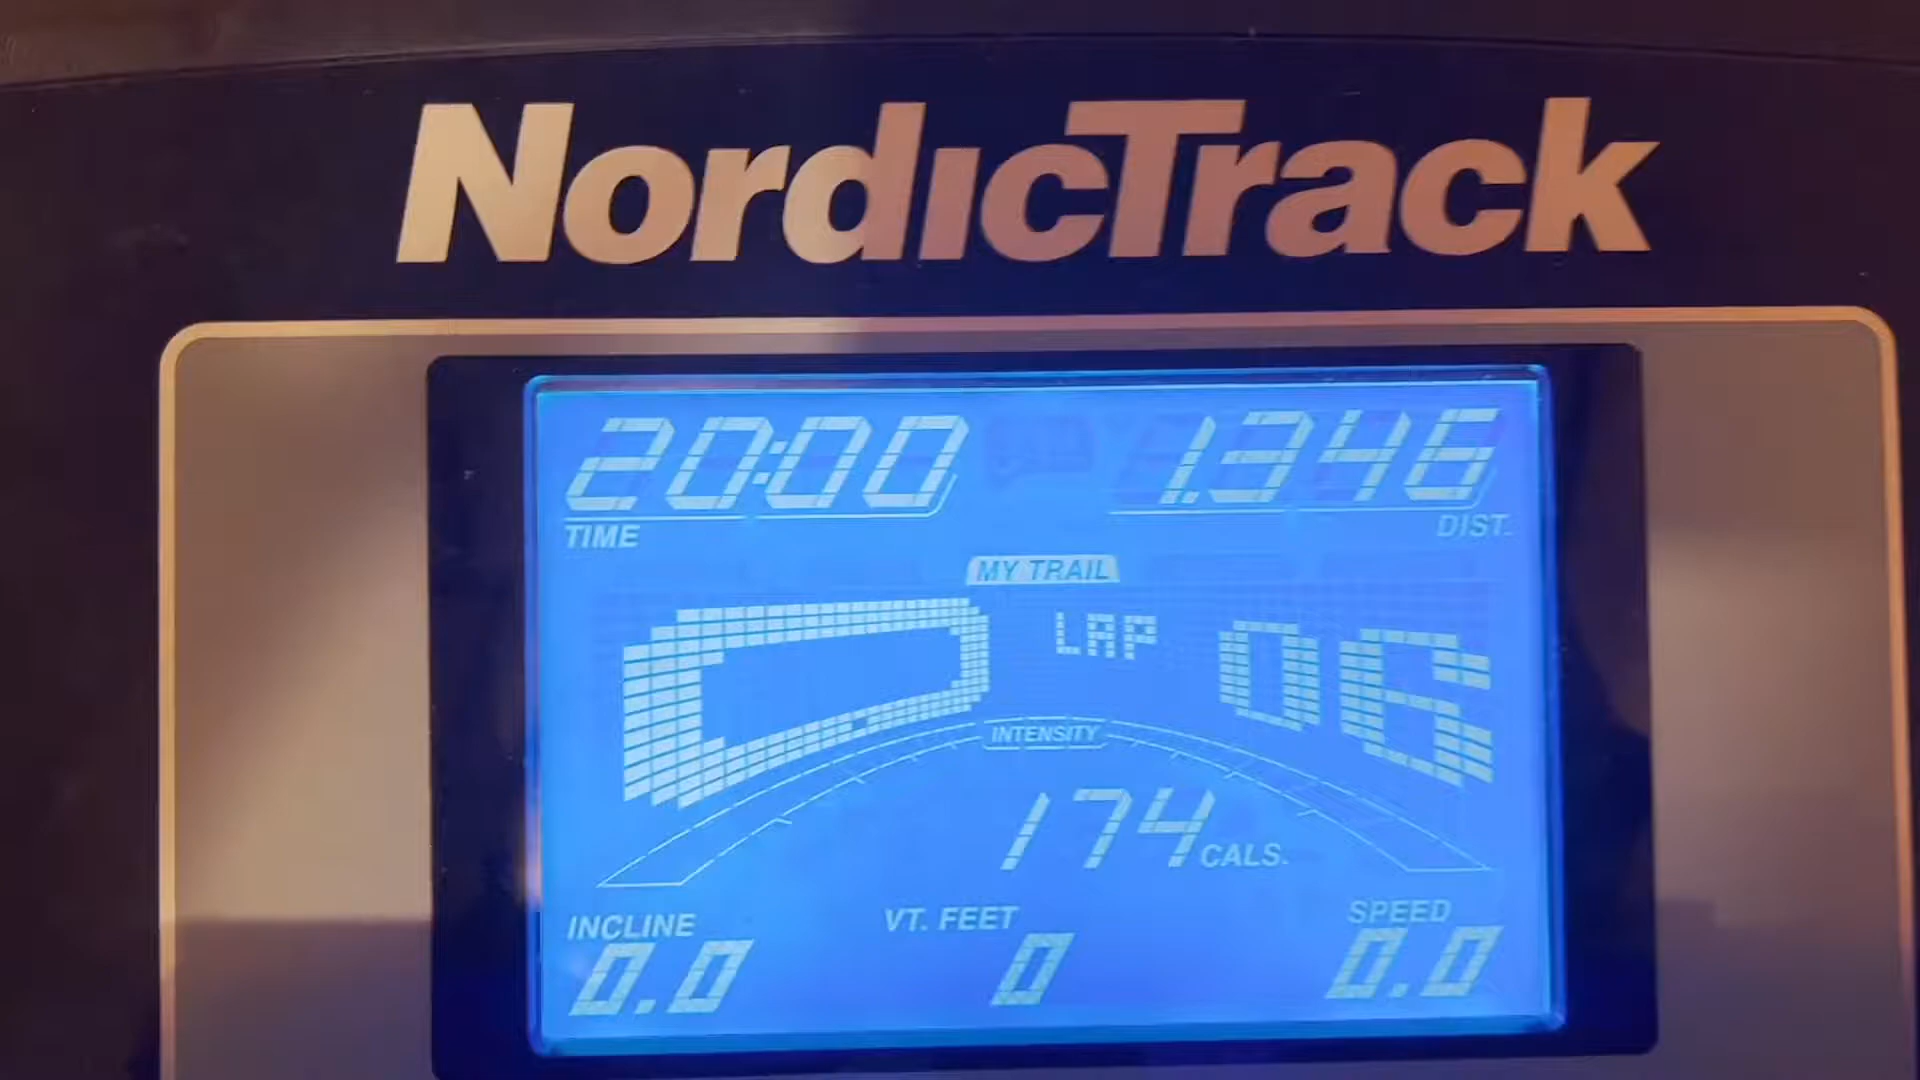 NordicTrack
20:00 1.346
TIME DIST.
MY TRAIL
LAP 06
INTENSITY
174 CALS.
INCLINE VT. FEET SPEED
0.0 0 0.0